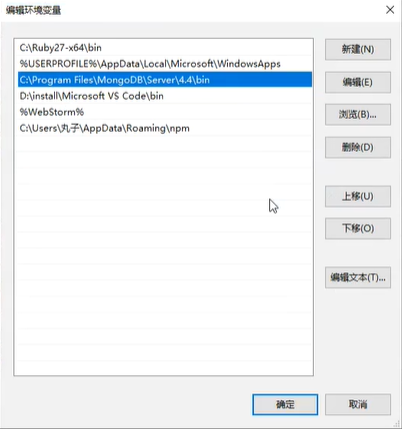 编辑环境变量
C:\Ruby27-x64\bin
%USERPROFILE%\AppData\Local\Microsoft\WindowsApps
C:\Program Files\MongoDB\Server\4.4\bin
D:\install\Microsoft VS Code\bin
%WebStorm%
C:\Users\丸子\AppData\Roaming\npm
新建(N)
编辑(E)
浏览(B)...
删除(D)
上移(U)
下移(O)
编辑文本(T)...
确定
取消